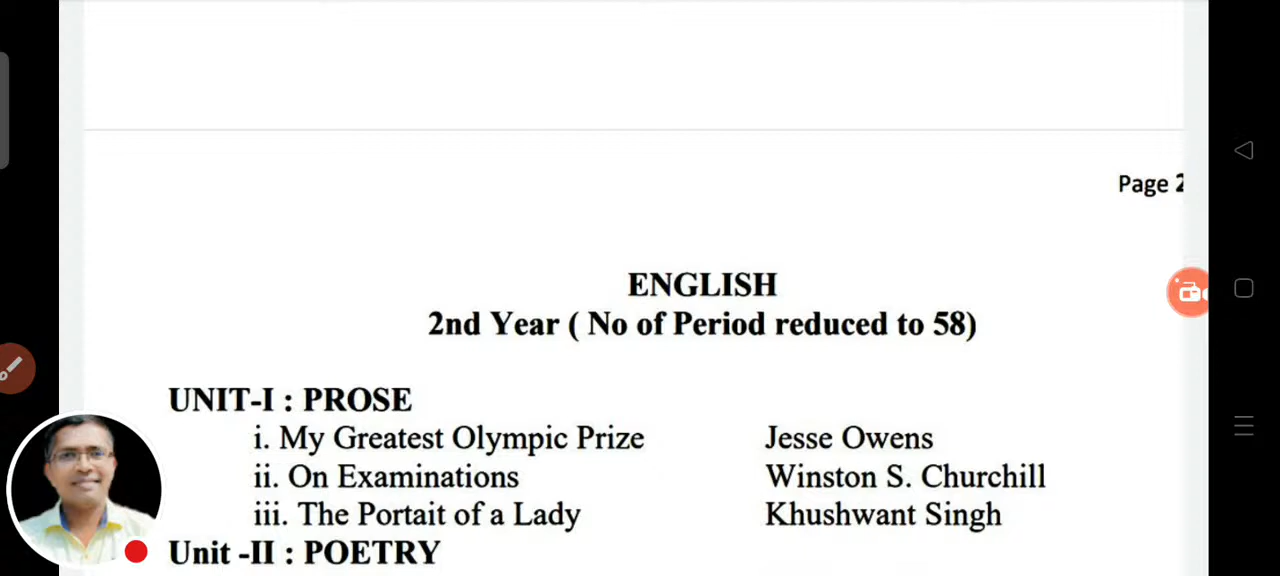 Page 2
ENGLISH
2nd Year ( No of Period reduced to 58)
UNIT-I : PROSE
i. My Greatest Olympic Prize Jesse Owens
ii. On Examinations Winston S. Churchill
iii. The Portait of a Lady Khushwant Singh
Unit -II : POETRY